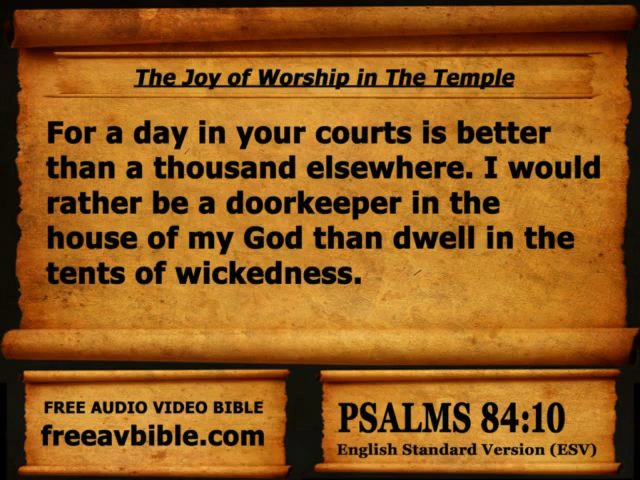 The Joy of Worship in The Temple
For a day in your courts is better
than a thousand elsewhere. I would
rather be a doorkeeper in the
house of my God than dwell in the
tents of wickedness.
FREE AUDIO VIDEO BIBLE
freeavbible.com
PSALMS 84:10
English Standard Version (ESV)